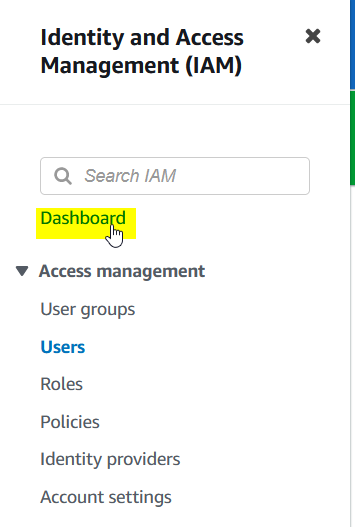 Identity and Access
Management (IAM)
Search IAM
Dashboard
Access management
User groups
Users
Roles
Policies
Identity providers
Account settings